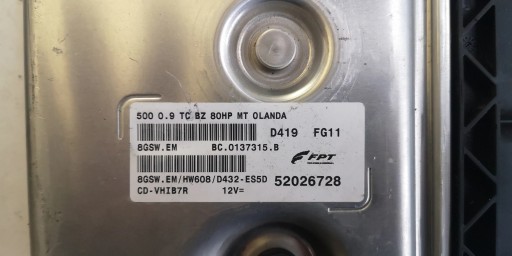 500 0.9 TC BZ 80HP MT OLANDA
D419 FG11
8GSW.EM BC.0137315.B
FPT
8GSW.EM/HW608/D432-ES5D 52026728
CD-VHIB7R 12V=